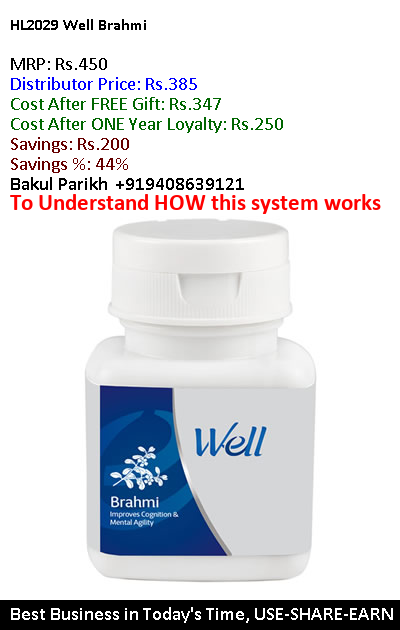 HL2029 Well Brahmi
MRP: Rs.450
Distributor Price: Rs.385
Cost After FREE Gift: Rs.347
Cost After ONE Year Loyalty: Rs.250
Savings: Rs.200
Savings %: 44%
Bakul Parikh +919408639121
To Understand HOW this system works
Well
Brahmi
Improves Cognition &
Mental Agility
Best Business in Today's Time, USE-SHARE-EARN